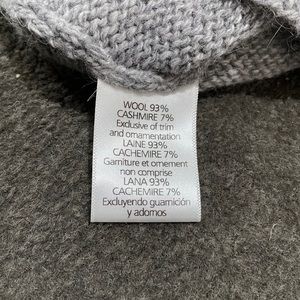 WOOL 93%
CASHMIRE 7%
Exclusive of trim
and ornamentation
LAINE 93%
CACHEMIRE 7%
Garniture et ornement
non comprise
LANA 93%
CACHEMIRE 7%
Excluyendo guarnición
y adornos